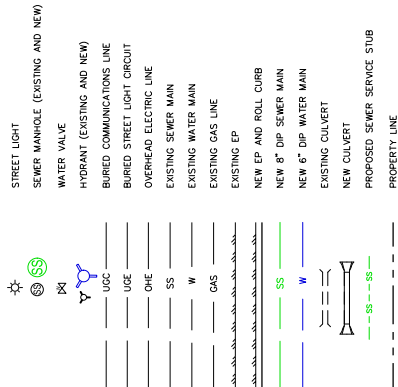 STREET LIGHT
SS SS SEWER MANHOLE (EXISTING AND NEW)
WATER VALVE
HYDRANT (EXISTING AND NEW)
UGC BURIED COMMUNICATIONS LINE
UGE BURIED STREET LIGHT CIRCUIT
OHE OVERHEAD ELECTRIC LINE
SS EXISTING SEWER MAIN
W EXISTING WATER MAIN
GAS EXISTING GAS LINE
EXISTING EP
NEW EP AND ROLL CURB
SS NEW 8" DIP SEWER MAIN
W NEW 6" DIP WATER MAIN
EXISTING CULVERT
NEW CULVERT
SS SS PROPOSED SEWER SERVICE STUB
PROPERTY LINE